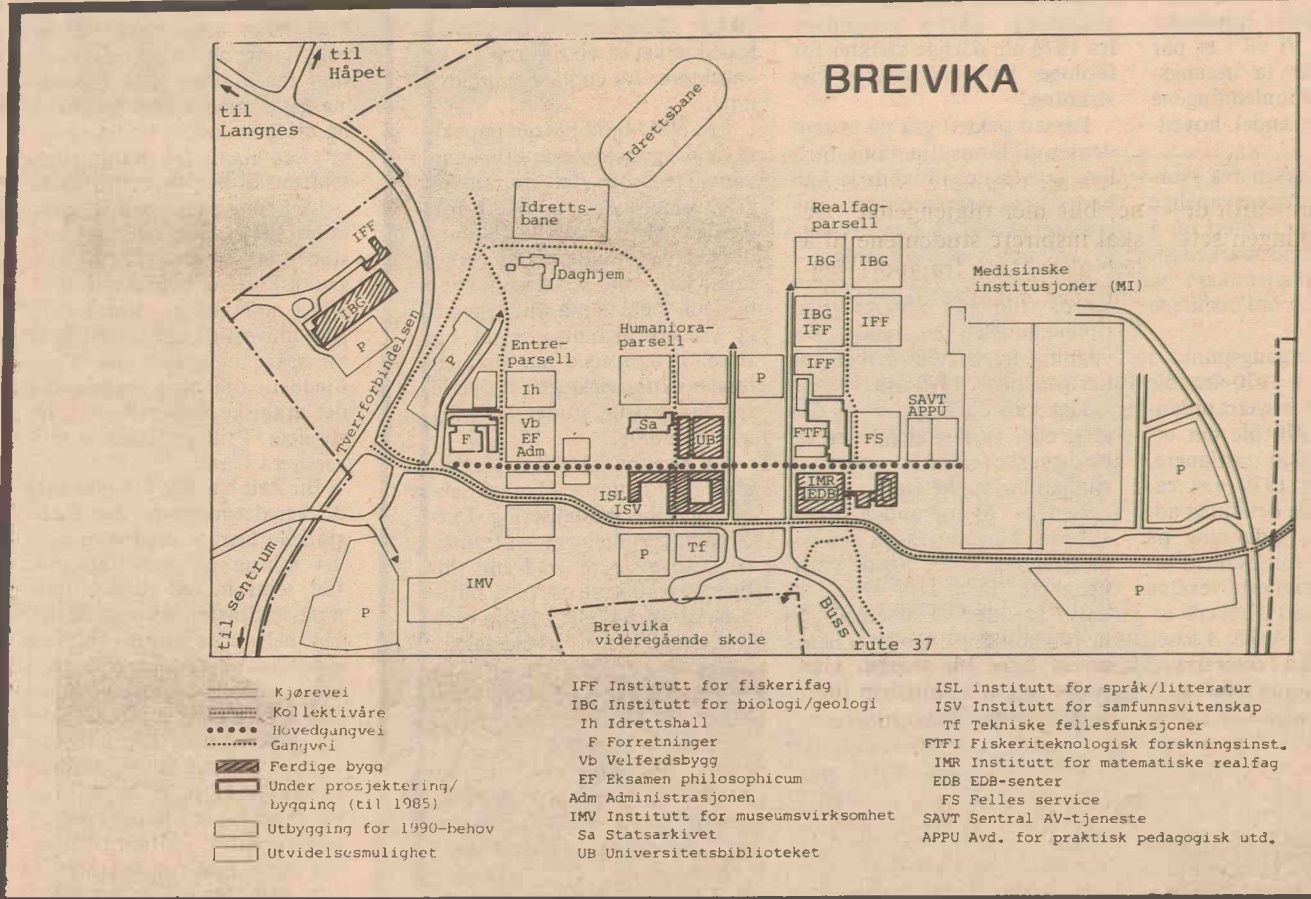 BREIVIKA
til
Håpet
til
Langnes
Idrettsbane
Idretts-
bane
Realfag-
parsell
IFF
IBG
IBG
Daghjem
Medisinske
institusjoner (MI)
IBG
P
Tverrforbindelsen
P
Entre-
parsell
Humaniora-
parsell
IBG
IFF
IFF
IFF
Ih
P
SAVT
APPU
Vb
EF
Adm
F
Sa
UB
FTFI
FS
P
ISL
ISV
IMR
EDB
til sentrum
P
IMV
P
Tf
P
Breivika
videregående skole
Buss
rute 37
Kjørevei
Kollektivåre
Hovedgangvei
Gangvei
Ferdige bygg
Under prosjektering/
bygging (til 1985)
Utbygging for 1990-behov
Utvidelsesmulighet
IFF Institutt for fiskerifag
IBG Institutt for biologi/geologi
Ih Idrettshall
F Forretninger
Vb Velferdsbygg
EF Eksamen philosophicum
Adm Administrasjonen
IMV Institutt for museumsvirksomhet
Sa Statsarkivet
UB Universitetsbiblioteket
ISL institutt for språk/litteratur
ISV Institutt for samfunnsvitenskap
Tf Tekniske fellesfunksjoner
FTFI Fiskeriteknologisk forskningsinst.
IMR Institutt for matematiske realfag
EDB EDB-senter
FS Felles service
SAVT Sentral AV-tjeneste
APPU Avd. for praktisk pedagogisk utd.